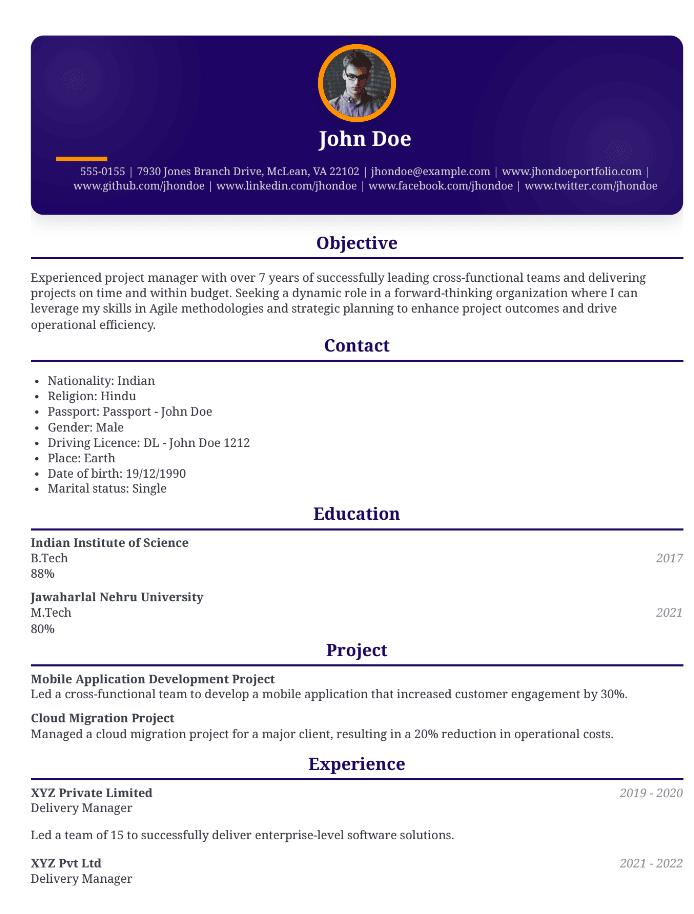 John Doe
555-0155 | 7930 Jones Branch Drive, McLean, VA 22102 | jhondoe@example.com | www.jhondoeportfolio.com |
www.github.com/jhondoe | www.linkedin.com/jhondoe | www.facebook.com/jhondoe | www.twitter.com/jhondoe
Objective
Experienced project manager with over 7 years of successfully leading cross-functional teams and delivering
projects on time and within budget. Seeking a dynamic role in a forward-thinking organization where I can
leverage my skills in Agile methodologies and strategic planning to enhance project outcomes and drive
operational efficiency.
Contact
• Nationality: Indian
• Religion: Hindu
• Passport: Passport - John Doe
• Gender: Male
• Driving Licence: DL - John Doe 1212
• Place: Earth
• Date of birth: 19/12/1990
• Marital status: Single
Education
Indian Institute of Science
B.Tech 2017
88%
Jawaharlal Nehru University
M.Tech 2021
80%
Project
Mobile Application Development Project
Led a cross-functional team to develop a mobile application that increased customer engagement by 30%.
Cloud Migration Project
Managed a cloud migration project for a major client, resulting in a 20% reduction in operational costs.
Experience
XYZ Private Limited 2019 - 2020
Delivery Manager
Led a team of 15 to successfully deliver enterprise-level software solutions.
XYZ Pvt Ltd 2021 - 2022
Delivery Manager